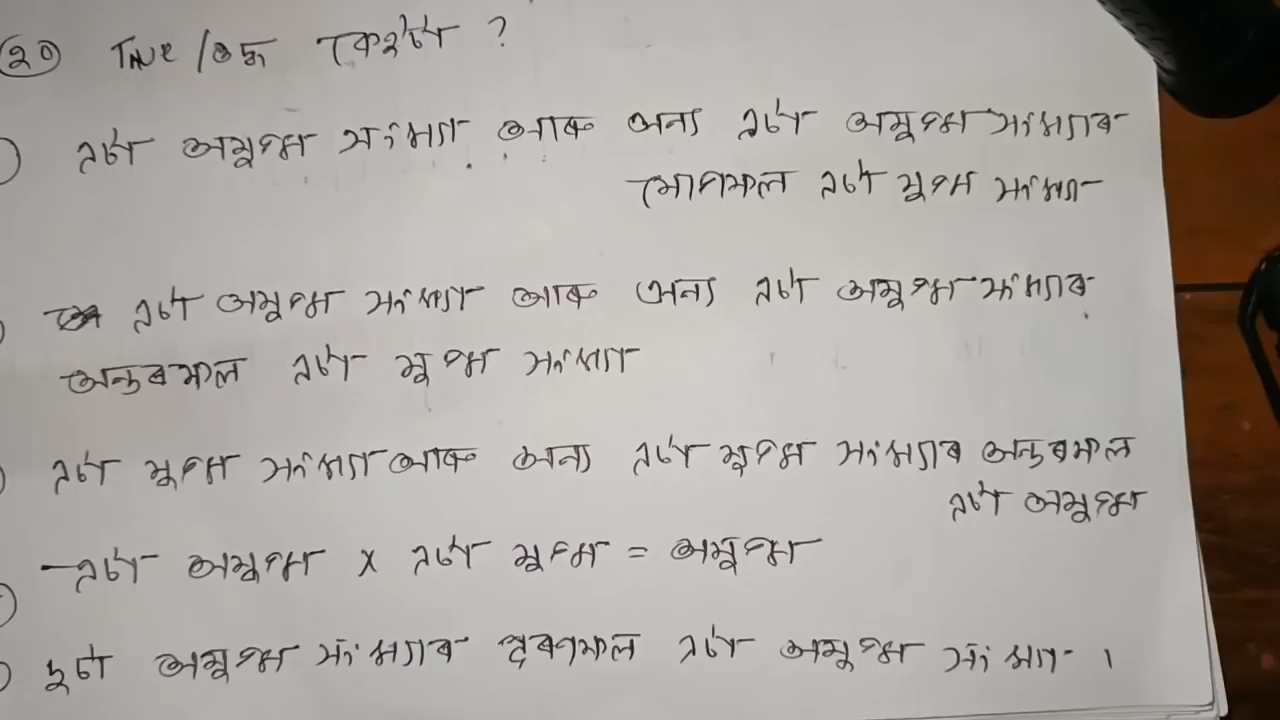 ২০ True /শুদ্ধ কোনটো ?
এটা অমূলদ সংখ্যা আৰু অন্য এটা অমূলদ সংখ্যাৰ
যোগফল এটা মূলদ সংখ্যা
এটা অমূলদ সংখ্যা আৰু অন্য এটা অমূলদ সংখ্যাৰ
অন্তৰফল এটা মূলদ সংখ্যা
এটা মূলদ সংখ্যা আৰু অন্য এটা মূলদ সংখ্যাৰ অন্তৰফল
এটা অমূলদ
এটা অমূলদ x এটা মূলদ = অমূলদ
দুটা অমূলদ সংখ্যাৰ পূৰণফল এটা অমূলদ সংখ্যা ।